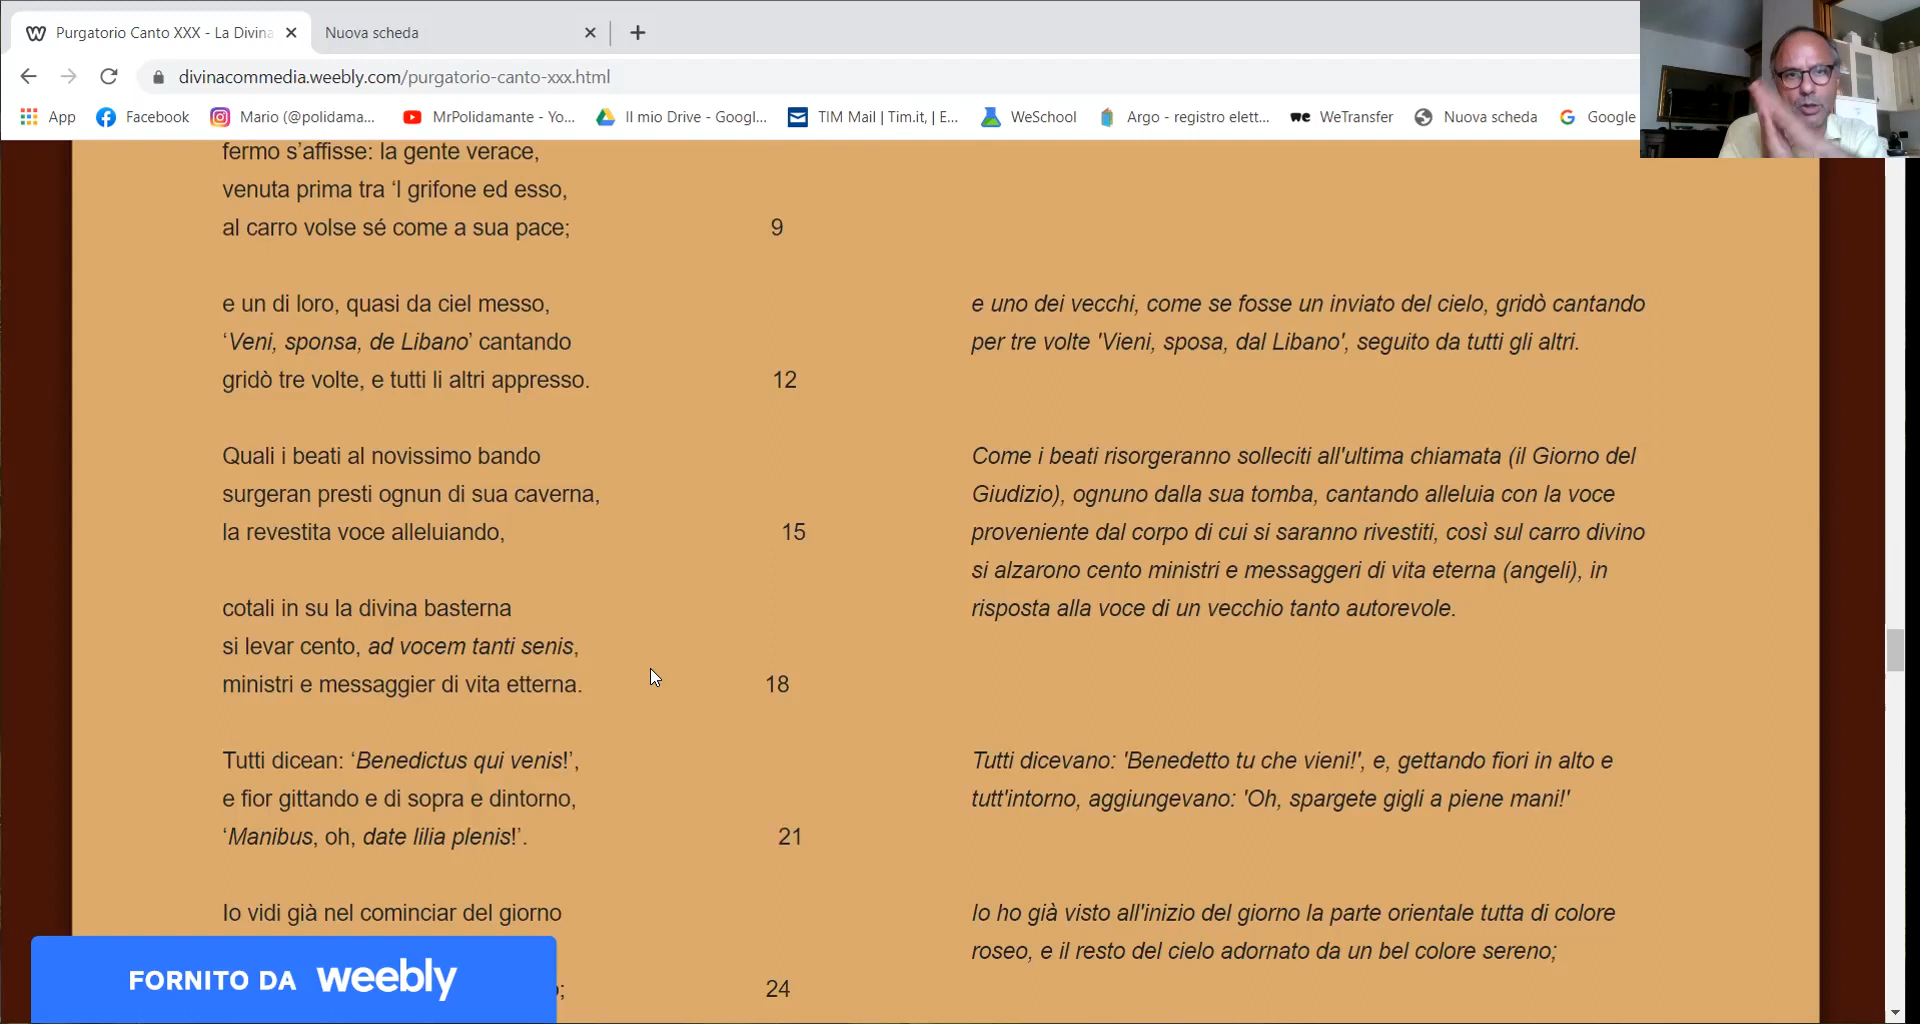 Purgatorio Canto XXX - La Divina
Nuova scheda
divinacommedia.weebly.com/purgatorio-canto-xxx.html
App Facebook Mario (@polidama... MrPolidamante - Yo... Il mio Drive - Googl... TIM Mail | Tim.it, | E... WeSchool Argo - registro elett... WeTransfer Nuova scheda Google
fermo s’affisse: la gente verace,
venuta prima tra ‘l grifone ed esso,
al carro volse sé come a sua pace; 9
e un di loro, quasi da ciel messo,
‘Veni, sponsa, de Libano’ cantando
gridò tre volte, e tutti li altri appresso. 12
Quali i beati al novissimo bando
surgeran presti ognun di sua caverna,
la revestita voce alleluiando, 15
cotali in su la divina basterna
si levar cento, ad vocem tanti senis,
ministri e messaggier di vita etterna. 18
Tutti dicean: ‘Benedictus qui venis!’,
e fior gittando e di sopra e dintorno,
‘Manibus, oh, date lilia plenis!’. 21
Io vidi già nel cominciar del giorno
24
e uno dei vecchi, come se fosse un inviato del cielo, gridò cantando
per tre volte 'Vieni, sposa, dal Libano', seguito da tutti gli altri.
Come i beati risorgeranno solleciti all'ultima chiamata (il Giorno del
Giudizio), ognuno dalla sua tomba, cantando alleluia con la voce
proveniente dal corpo di cui si saranno rivestiti, così sul carro divino
si alzarono cento ministri e messaggeri di vita eterna (angeli), in
risposta alla voce di un vecchio tanto autorevole.
Tutti dicevano: 'Benedetto tu che vieni!', e, gettando fiori in alto e
tutt'intorno, aggiungevano: 'Oh, spargete gigli a piene mani!'
Io ho già visto all'inizio del giorno la parte orientale tutta di colore
roseo, e il resto del cielo adornato da un bel colore sereno;
FORNITO DA weebly